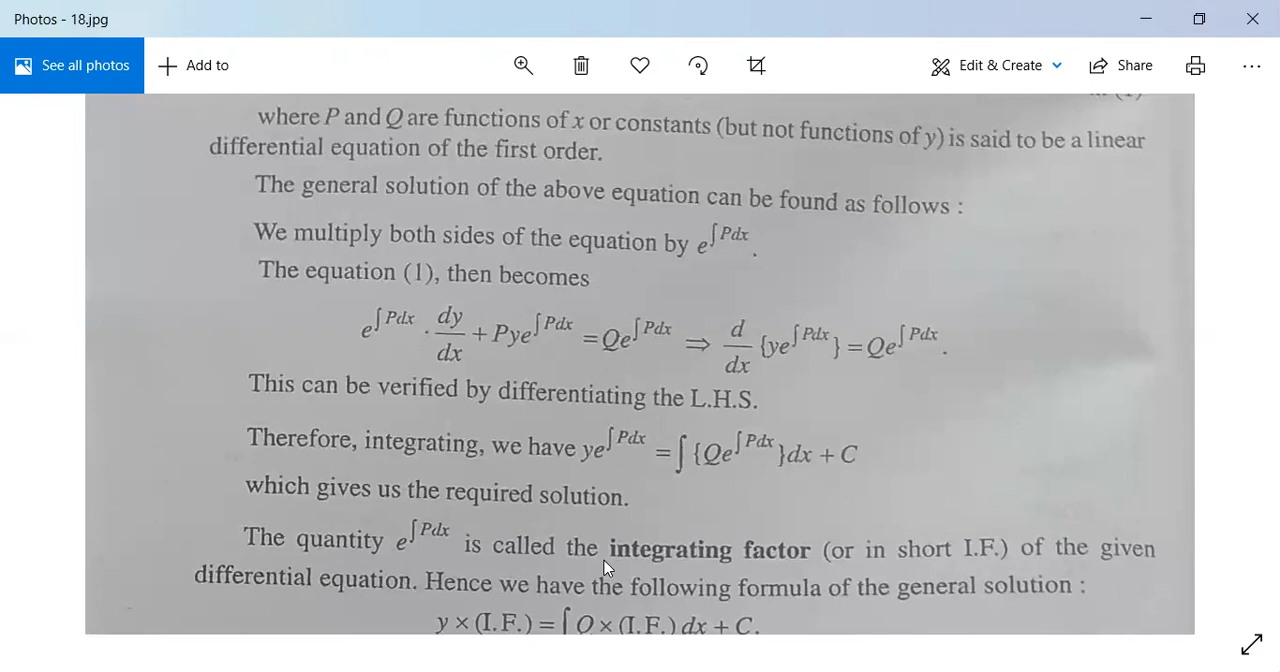 Photos - 18.jpg
See all photos
Add to
Edit & Create
Share
where P and Q are functions of x or constants (but not functions of y) is said to be a linear
differential equation of the first order.
The general solution of the above equation can be found as follows :
We multiply both sides of the equation by e^∫Pdx.
The equation (1), then becomes
e^∫Pdx · dy/dx + Pye^∫Pdx = Qe^∫Pdx ⇒ d/dx {ye^∫Pdx} = Qe^∫Pdx.
This can be verified by differentiating the L.H.S.
Therefore, integrating, we have ye^∫Pdx = ∫{Qe^∫Pdx}dx + C
which gives us the required solution.
The quantity e^∫Pdx is called the integrating factor (or in short I.F.) of the given
differential equation. Hence we have the following formula of the general solution :
y × (I.F.) = ∫Q × (I.F.) dx + C.